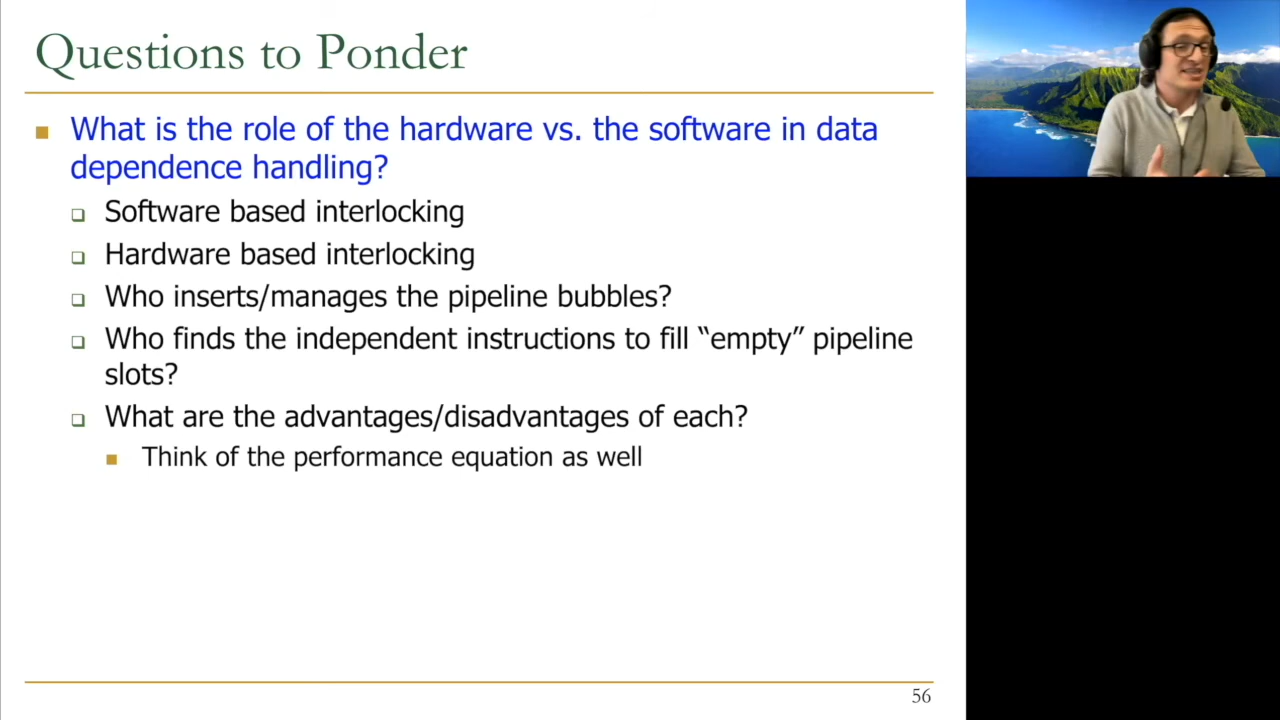 Questions to Ponder
What is the role of the hardware vs. the software in data
dependence handling?
Software based interlocking
Hardware based interlocking
Who inserts/manages the pipeline bubbles?
Who finds the independent instructions to fill “empty” pipeline
slots?
What are the advantages/disadvantages of each?
Think of the performance equation as well
56